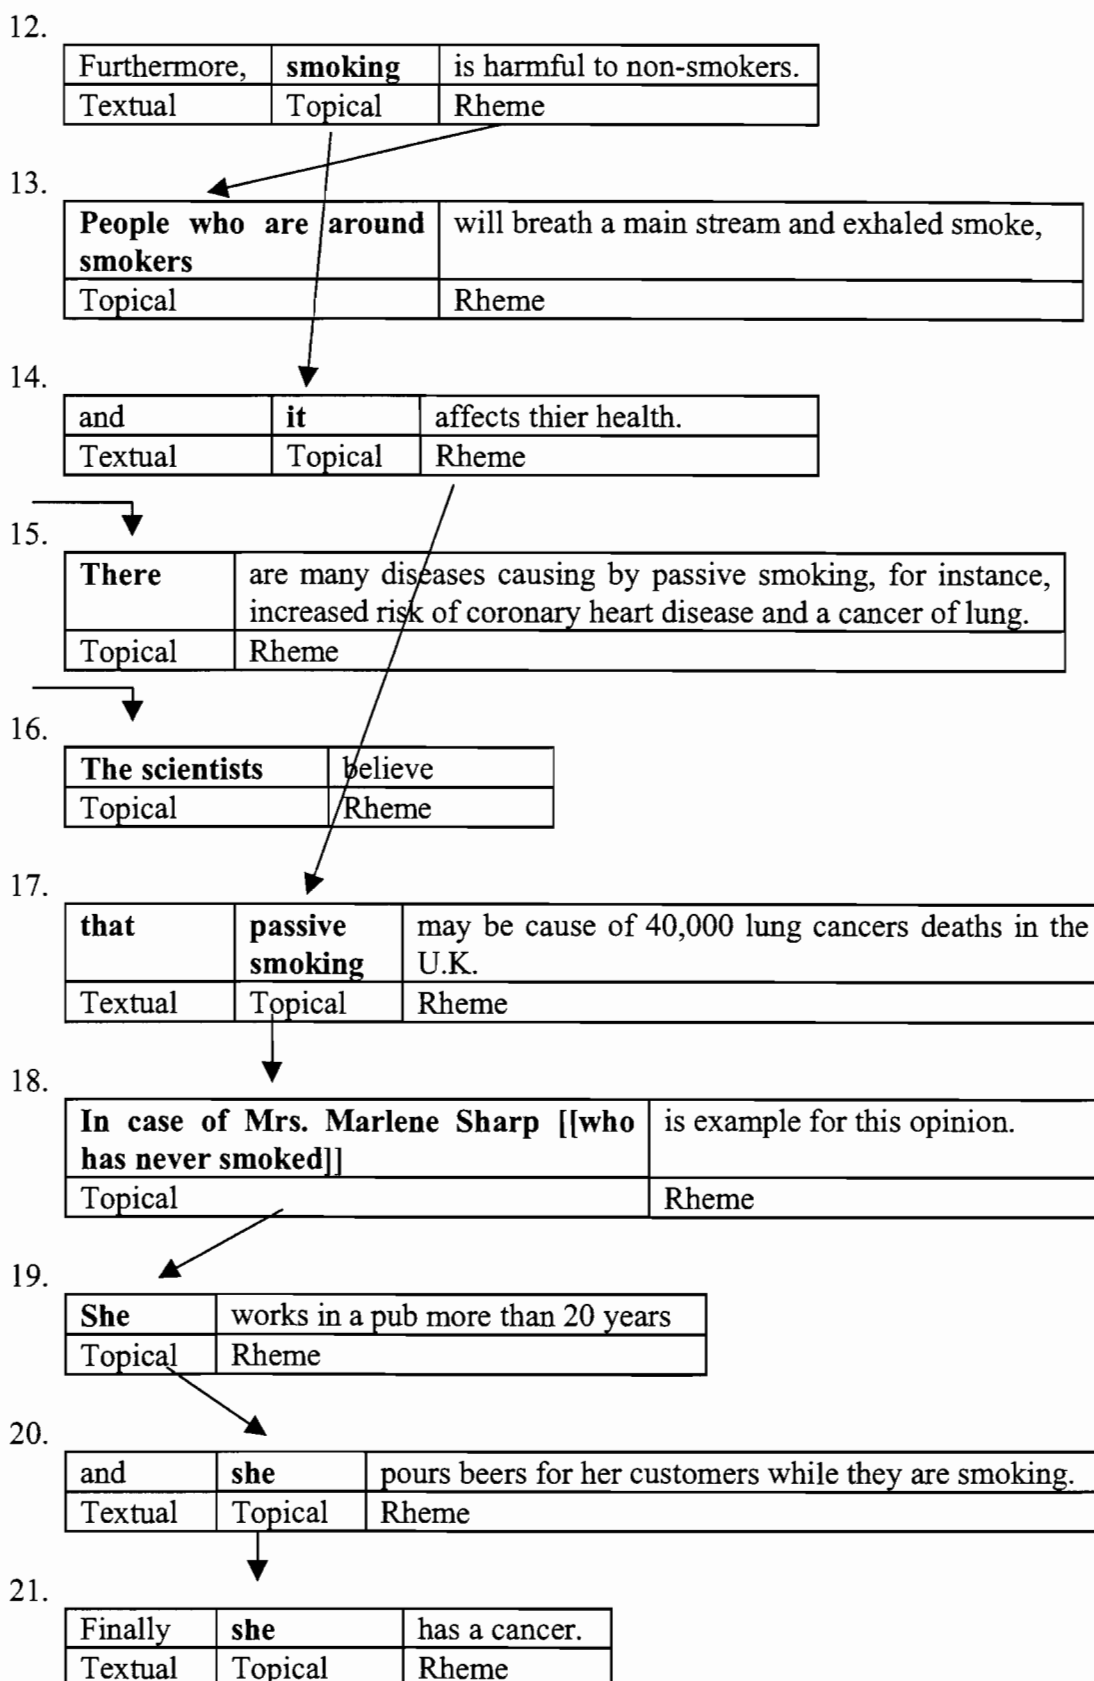 12.
Furthermore, smoking is harmful to non-smokers.
Textual Topical Rheme
13.
People who are around will breath a main stream and exhaled smoke,
smokers
Topical Rheme
14.
and it affects thier health.
Textual Topical Rheme
15.
There are many diseases causing by passive smoking, for instance,
increased risk of coronary heart disease and a cancer of lung.
Topical Rheme
16.
The scientists believe
Topical Rheme
17.
that passive may be cause of 40,000 lung cancers deaths in the
smoking U.K.
Textual Topical Rheme
18.
In case of Mrs. Marlene Sharp [[who is example for this opinion.
has never smoked]]
Topical Rheme
19.
She works in a pub more than 20 years
Topical Rheme
20.
and she pours beers for her customers while they are smoking.
Textual Topical Rheme
21.
Finally she has a cancer.
Textual Topical Rheme